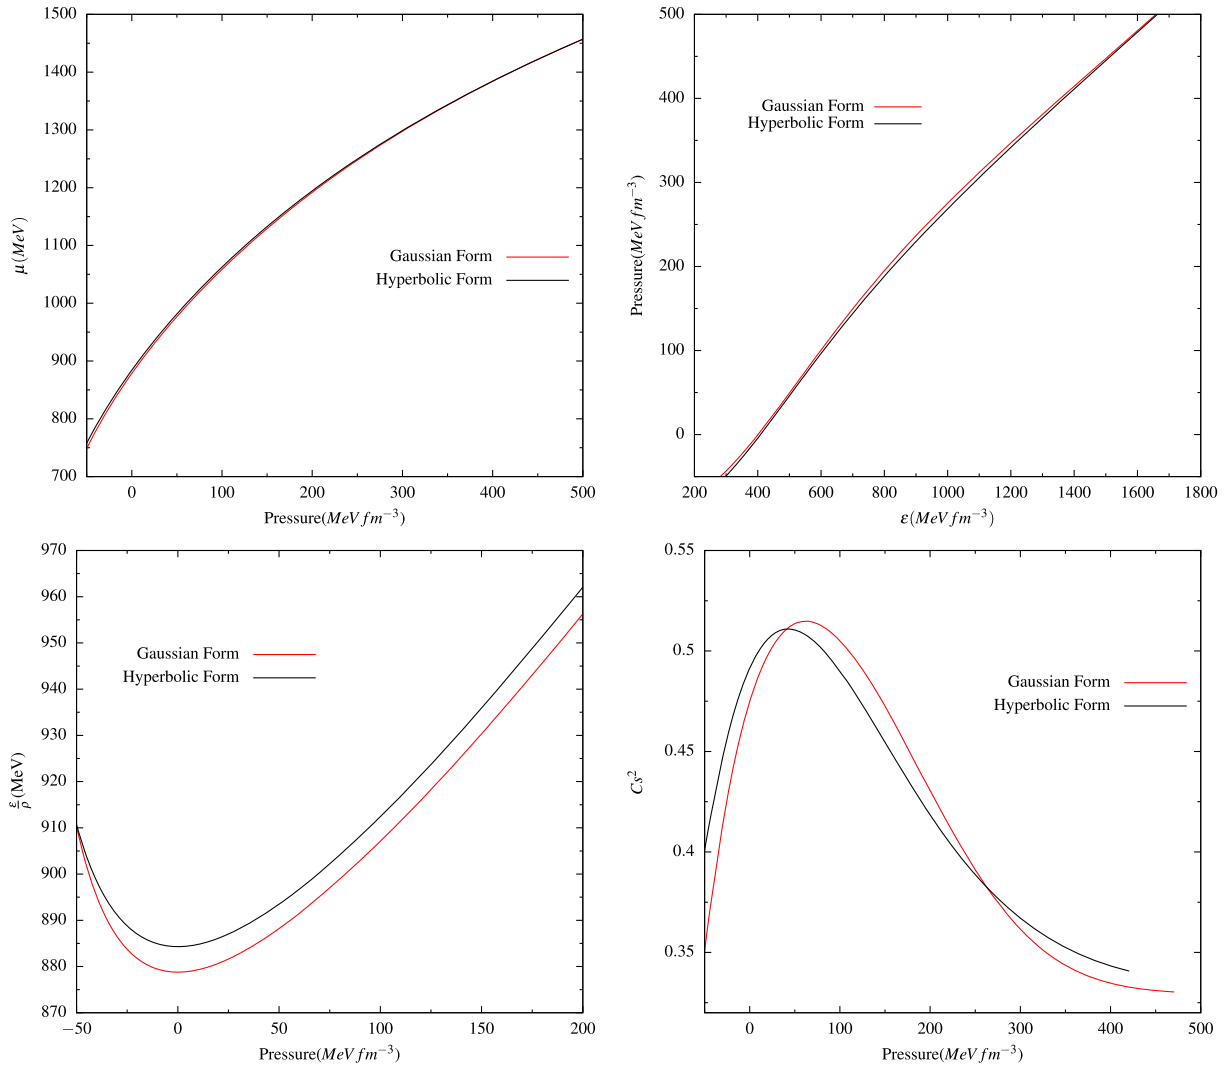 1500
1400
1300
1200
1100
1000
900
800
700
μ(MeV)
Gaussian Form
Hyperbolic Form
0 100 200 300 400 500
Pressure(MeV fm⁻³)
500
400
300
200
100
0
Pressure(MeV fm⁻³)
Gaussian Form
Hyperbolic Form
200 400 600 800 1000 1200 1400 1600 1800
ε(MeV fm⁻³)
970
960
950
940
930
920
910
900
890
880
870
ε/ρ(MeV)
Gaussian Form
Hyperbolic Form
−50 0 50 100 150 200
Pressure(MeV fm⁻³)
0.55
0.5
0.45
0.4
0.35
Cs²
Gaussian Form
Hyperbolic Form
0 100 200 300 400 500
Pressure(MeV fm⁻³)